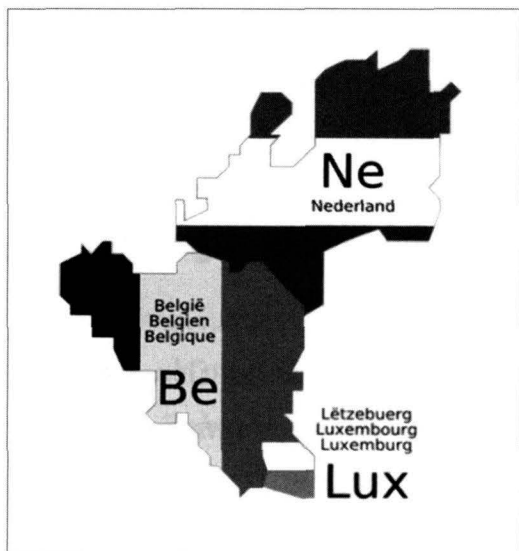 Ne
Nederland
België
Belgien
Belgique
Be
Lëtzebuerg
Luxembourg
Luxemburg
Lux